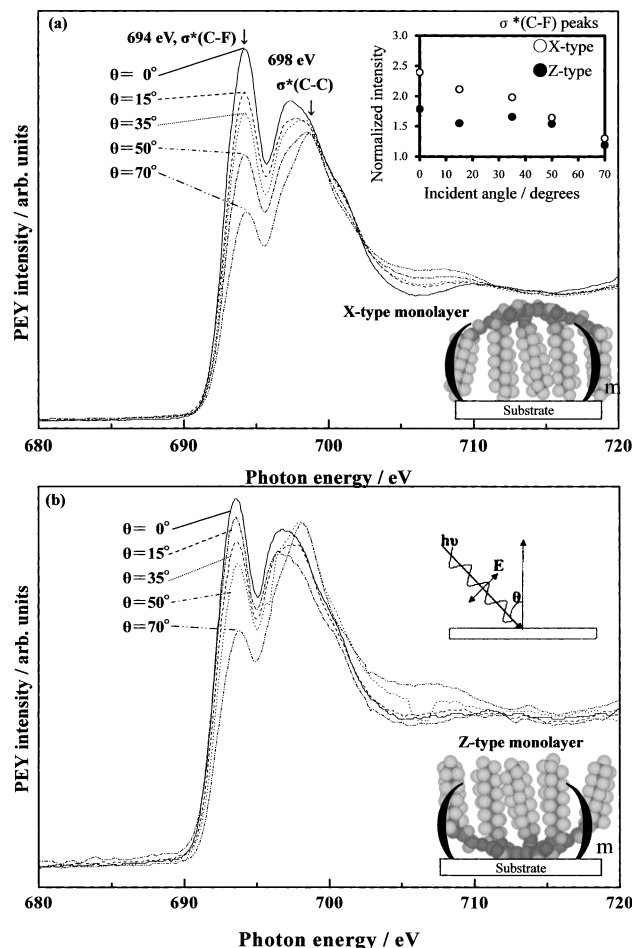 (a)
694 eV, σ*(C-F)
698 eV
σ*(C-C)
θ= 0°
θ=15°
θ=35°
θ=50°
θ=70°
σ *(C-F) peaks
X-type
Z-type
Normalized intensity
3.0
2.5
2.0
1.5
1.0
0 10 20 30 40 50 60 70
Incident angle / degrees
PEY intensity / arb. units
X-type monolayer
m
Substrate
680 690 700 710 720
Photon energy / eV
(b)
θ= 0°
θ=15°
θ=35°
θ=50°
θ=70°
hυ
E
θ
PEY intensity / arb. units
Z-type monolayer
m
Substrate
680 690 700 710 720
Photon energy / eV